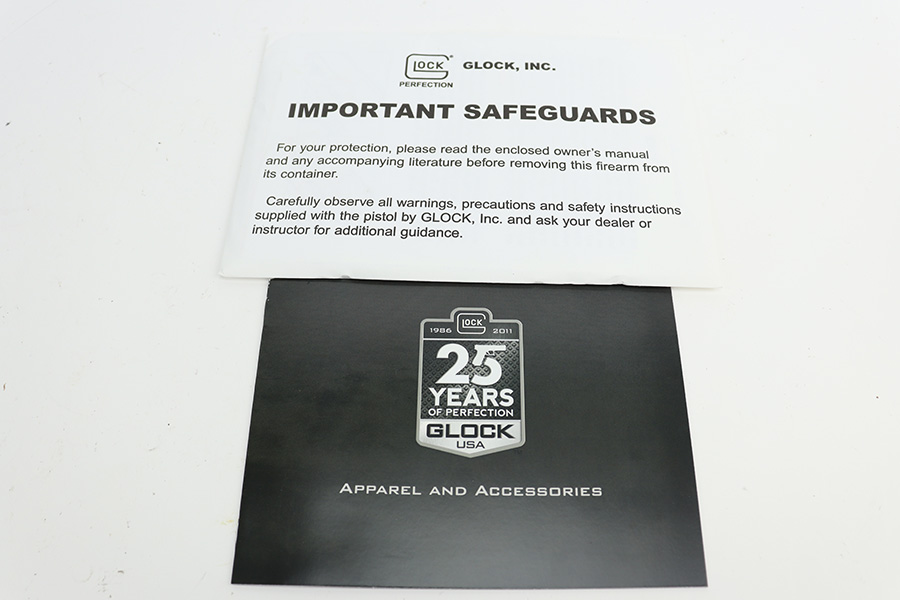 GLOCK
PERFECTION
GLOCK, INC.
IMPORTANT SAFEGUARDS
For your protection, please read the enclosed owner's manual
and any accompanying literature before removing this firearm from
its container.
Carefully observe all warnings, precautions and safety instructions
supplied with the pistol by GLOCK, Inc. and ask your dealer or
instructor for additional guidance.
GLOCK
1986 2011
25
YEARS
OF PERFECTION
GLOCK
USA
APPAREL AND ACCESSORIES